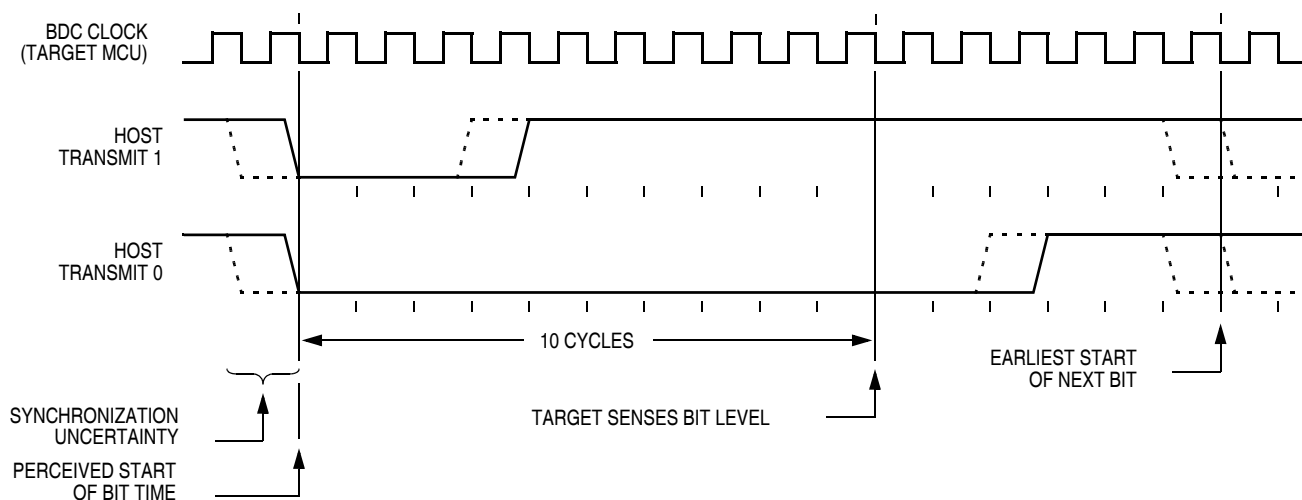 BDC CLOCK
(TARGET MCU)
HOST
TRANSMIT 1
HOST
TRANSMIT 0
10 CYCLES
EARLIEST START
OF NEXT BIT
TARGET SENSES BIT LEVEL
SYNCHRONIZATION
UNCERTAINTY
PERCEIVED START
OF BIT TIME